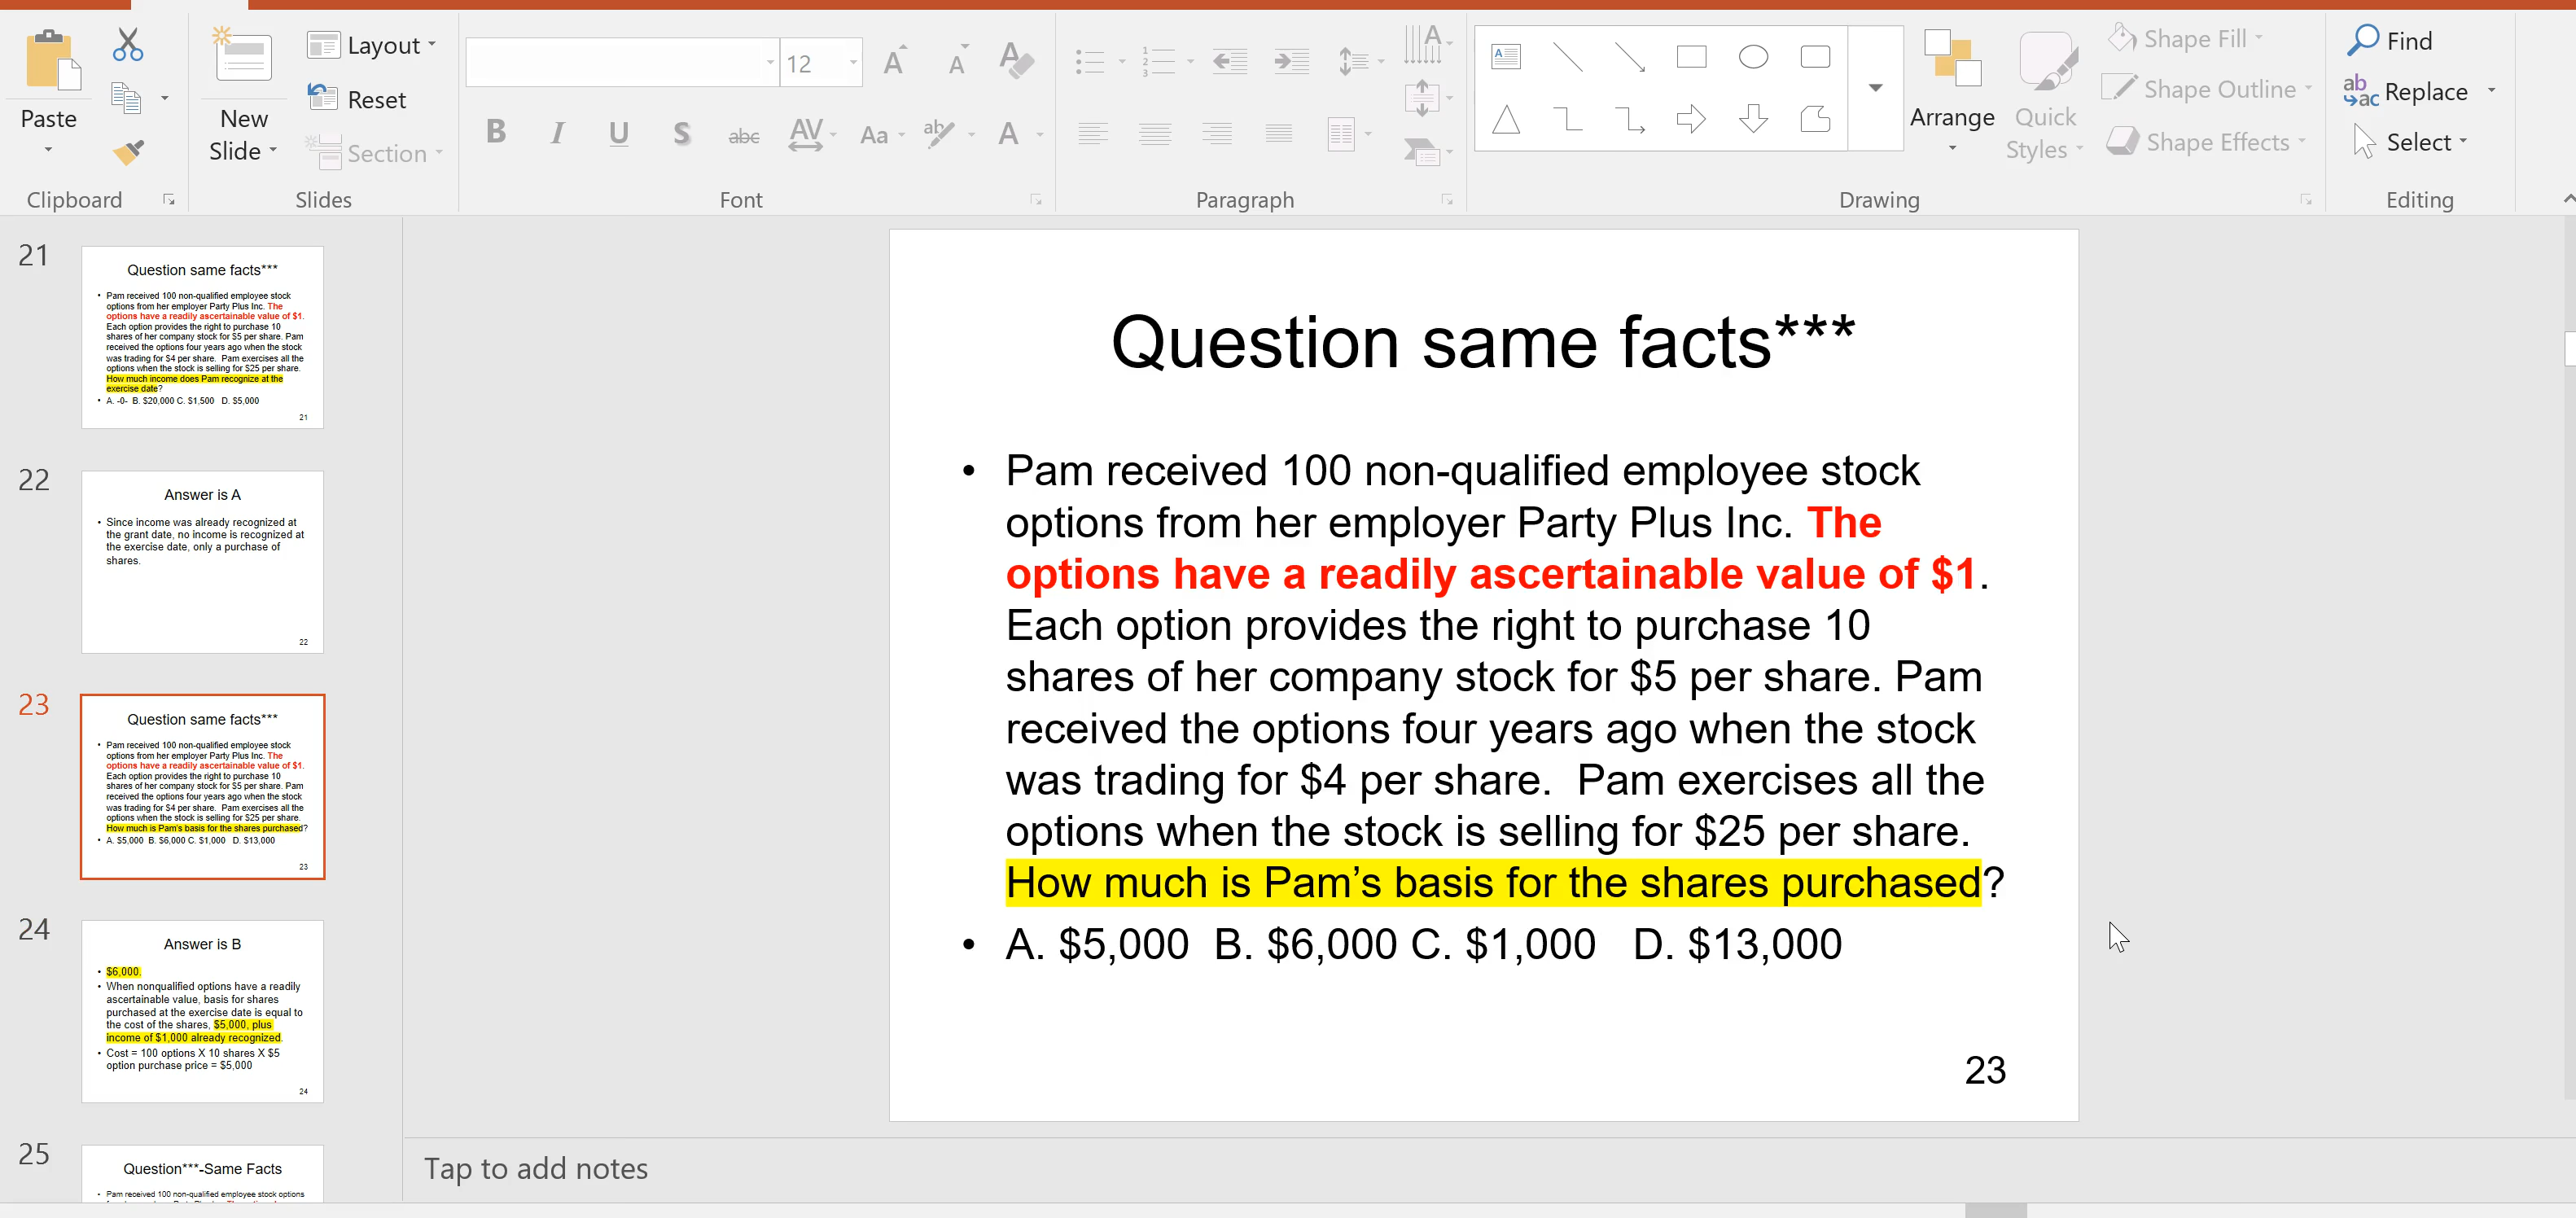 Paste
Clipboard
New
Slide
Layout
Reset
Section
Slides
12
A A A
B I U S abc AV Aa ab A
Font
Paragraph
Drawing
Arrange
Quick
Styles
Shape Fill
Shape Outline
Shape Effects
Find
Replace
Select
Editing
21
Question same facts***
• Pam received 100 non-qualified employee stock
options from her employer Party Plus Inc. The
options have a readily ascertainable value of $1.
Each option provides the right to purchase 10
shares of her company stock for $5 per share. Pam
received the options four years ago when the stock
was trading for $4 per share. Pam exercises all the
options when the stock is selling for $25 per share.
How much income does Pam recognize at the
exercise date?
• A. -0- B. $20,000 C. $1,500 D. $5,000
21
22
Answer is A
• Since income was already recognized at
the grant date, no income is recognized at
the exercise date, only a purchase of
shares.
22
23
Question same facts***
• Pam received 100 non-qualified employee stock
options from her employer Party Plus Inc. The
options have a readily ascertainable value of $1.
Each option provides the right to purchase 10
shares of her company stock for $5 per share. Pam
received the options four years ago when the stock
was trading for $4 per share. Pam exercises all the
options when the stock is selling for $25 per share.
How much is Pam's basis for the shares purchased?
• A. $5,000 B. $6,000 C. $1,000 D. $13,000
23
24
Answer is B
• $6,000.
• When nonqualified options have a readily
ascertainable value, basis for shares
purchased at the exercise date is equal to
the cost of the shares, $5,000, plus
income of $1,000 already recognized.
• Cost = 100 options X 10 shares X $5
option purchase price = $5,000
24
25
Question***-Same Facts
• Pam received 100 non-qualified employee stock options
Question same facts***
• Pam received 100 non-qualified employee stock
options from her employer Party Plus Inc. The
options have a readily ascertainable value of $1.
Each option provides the right to purchase 10
shares of her company stock for $5 per share. Pam
received the options four years ago when the stock
was trading for $4 per share. Pam exercises all the
options when the stock is selling for $25 per share.
How much is Pam’s basis for the shares purchased?
• A. $5,000 B. $6,000 C. $1,000 D. $13,000
23
Tap to add notes